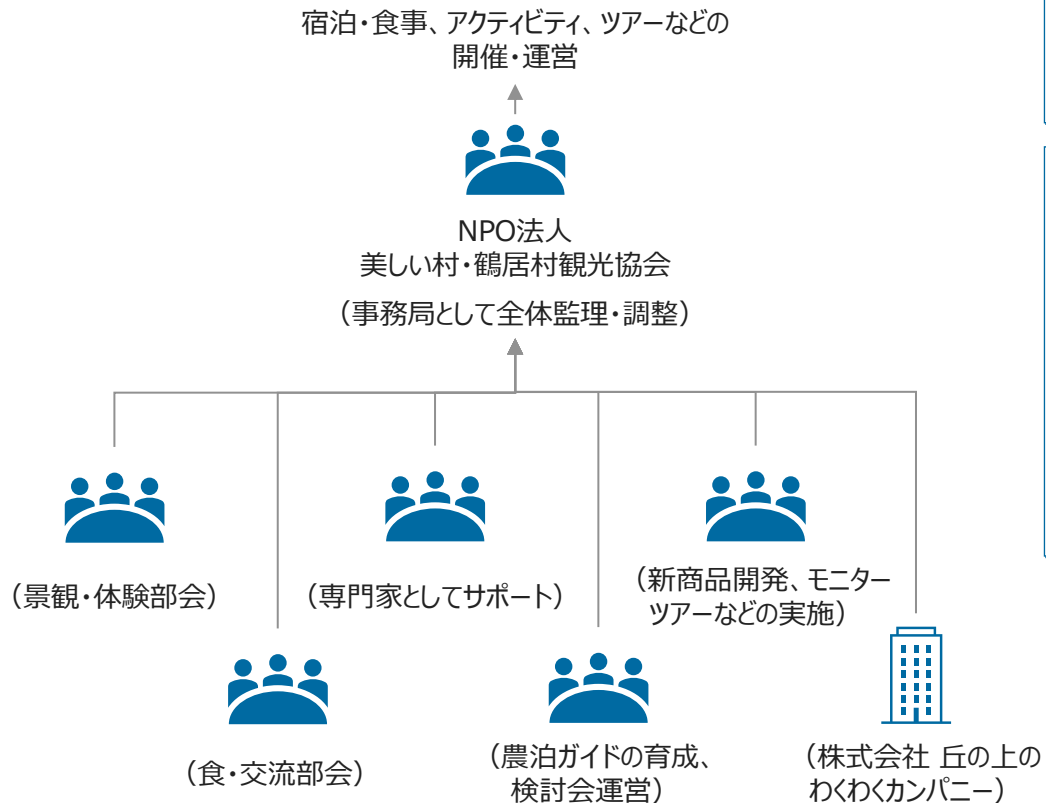 宿泊・食事、アクティビティ、ツアーなどの
開催・運営
NPO法人
美しい村・鶴居村観光協会
（事務局として全体監理・調整）
（景観・体験部会）
（専門家としてサポート）
（新商品開発、モニター
ツアーなどの実施）
（食・交流部会）
（農泊ガイドの育成、
検討会運営）
（株式会社 丘の上の
わくわくカンパニー）